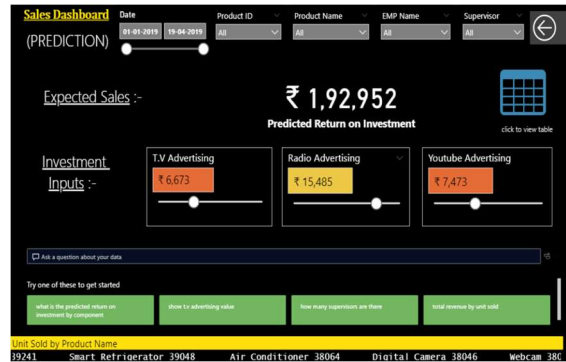 Sales Dashboard
(PREDICTION)
Date
01-01-2019 19-04-2019
Product ID
All
Product Name
All
EMP Name
All
Supervisor
All
Expected Sales :-
₹ 1,92,952
Predicted Return on Investment
click to view table
Investment
Inputs :-
T.V Advertising
₹ 6,673
Radio Advertising
₹ 15,485
Youtube Advertising
₹ 7,473
Ask a question about your data
Try one of these to get started
what is the predicted return on
investment by component
show t.v advertising value
how many supervisors are there
total revenue by unit sold
Unit Sold by Product Name
39241 Smart Refrigerator 39048 Air Conditioner 38064 Digital Camera 38046 Webcam 380